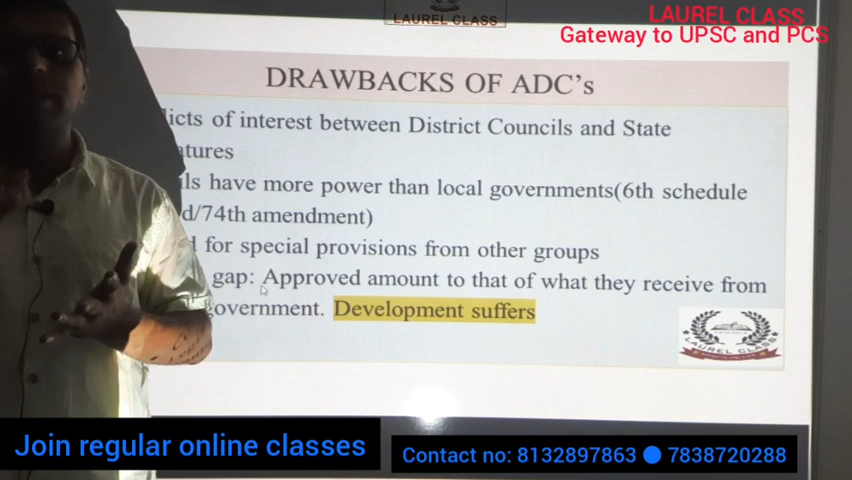 LAUREL CLASS
LAUREL CLASS
Gateway to UPSC and PCS
DRAWBACKS OF ADC's
icts of interest between District Councils and State
atures
ls have more power than local governments(6th schedule
d/74th amendment)
for special provisions from other groups
gap: Approved amount to that of what they receive from
government. Development suffers
LAUREL CLASS
Join regular online classes
Contact no: 8132897863 ● 7838720288